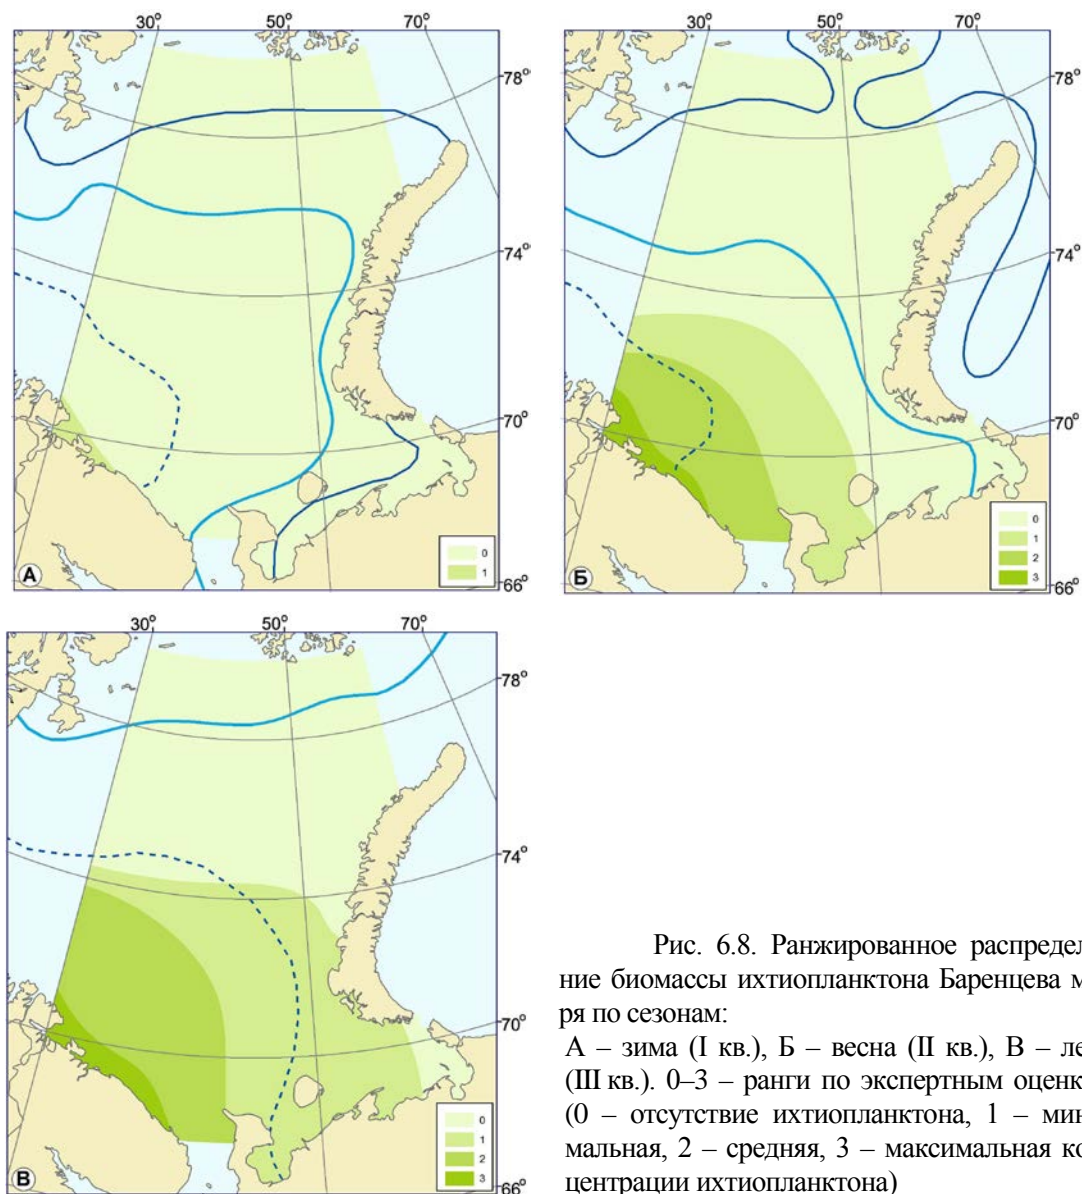 30° 50° 70°
78°
74°
70°
66°
0
1
А
30° 50° 70°
78°
74°
70°
66°
0
1
2
3
Б
30° 50° 70°
78°
74°
70°
66°
0
1
2
3
В
Рис. 6.8. Ранжированное распредел
ние биомассы ихтиопланктона Баренцева м
ря по сезонам:
А – зима (I кв.), Б – весна (II кв.), В – ле
(III кв.). 0–3 – ранги по экспертным оценк
(0 – отсутствие ихтиопланктона, 1 – мин
мальная, 2 – средняя, 3 – максимальная ко
центрации ихтиопланктона)